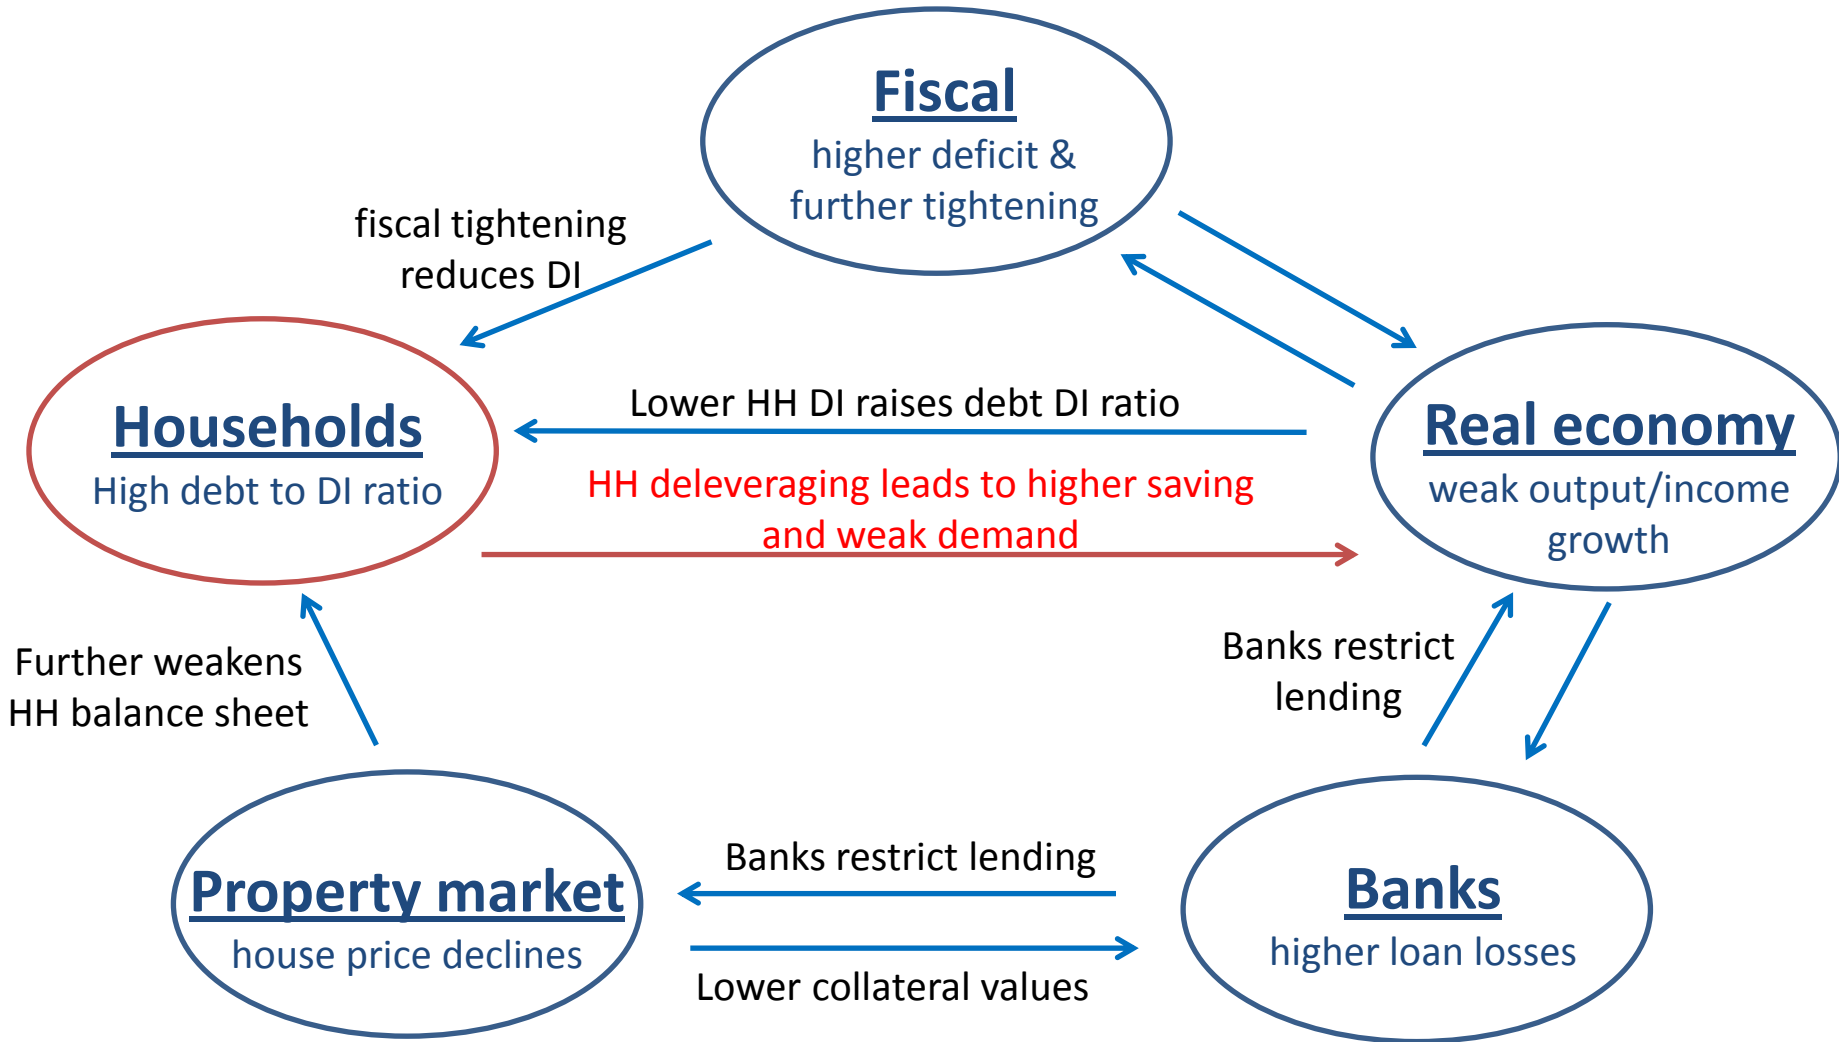 Fiscal
higher deficit &
further tightening
fiscal tightening
reduces DI
Households
High debt to DI ratio
Lower HH DI raises debt DI ratio
HH deleveraging leads to higher saving
and weak demand
Real economy
weak output/income
growth
Further weakens
HH balance sheet
Banks restrict
lending
Property market
house price declines
Banks restrict lending
Lower collateral values
Banks
higher loan losses